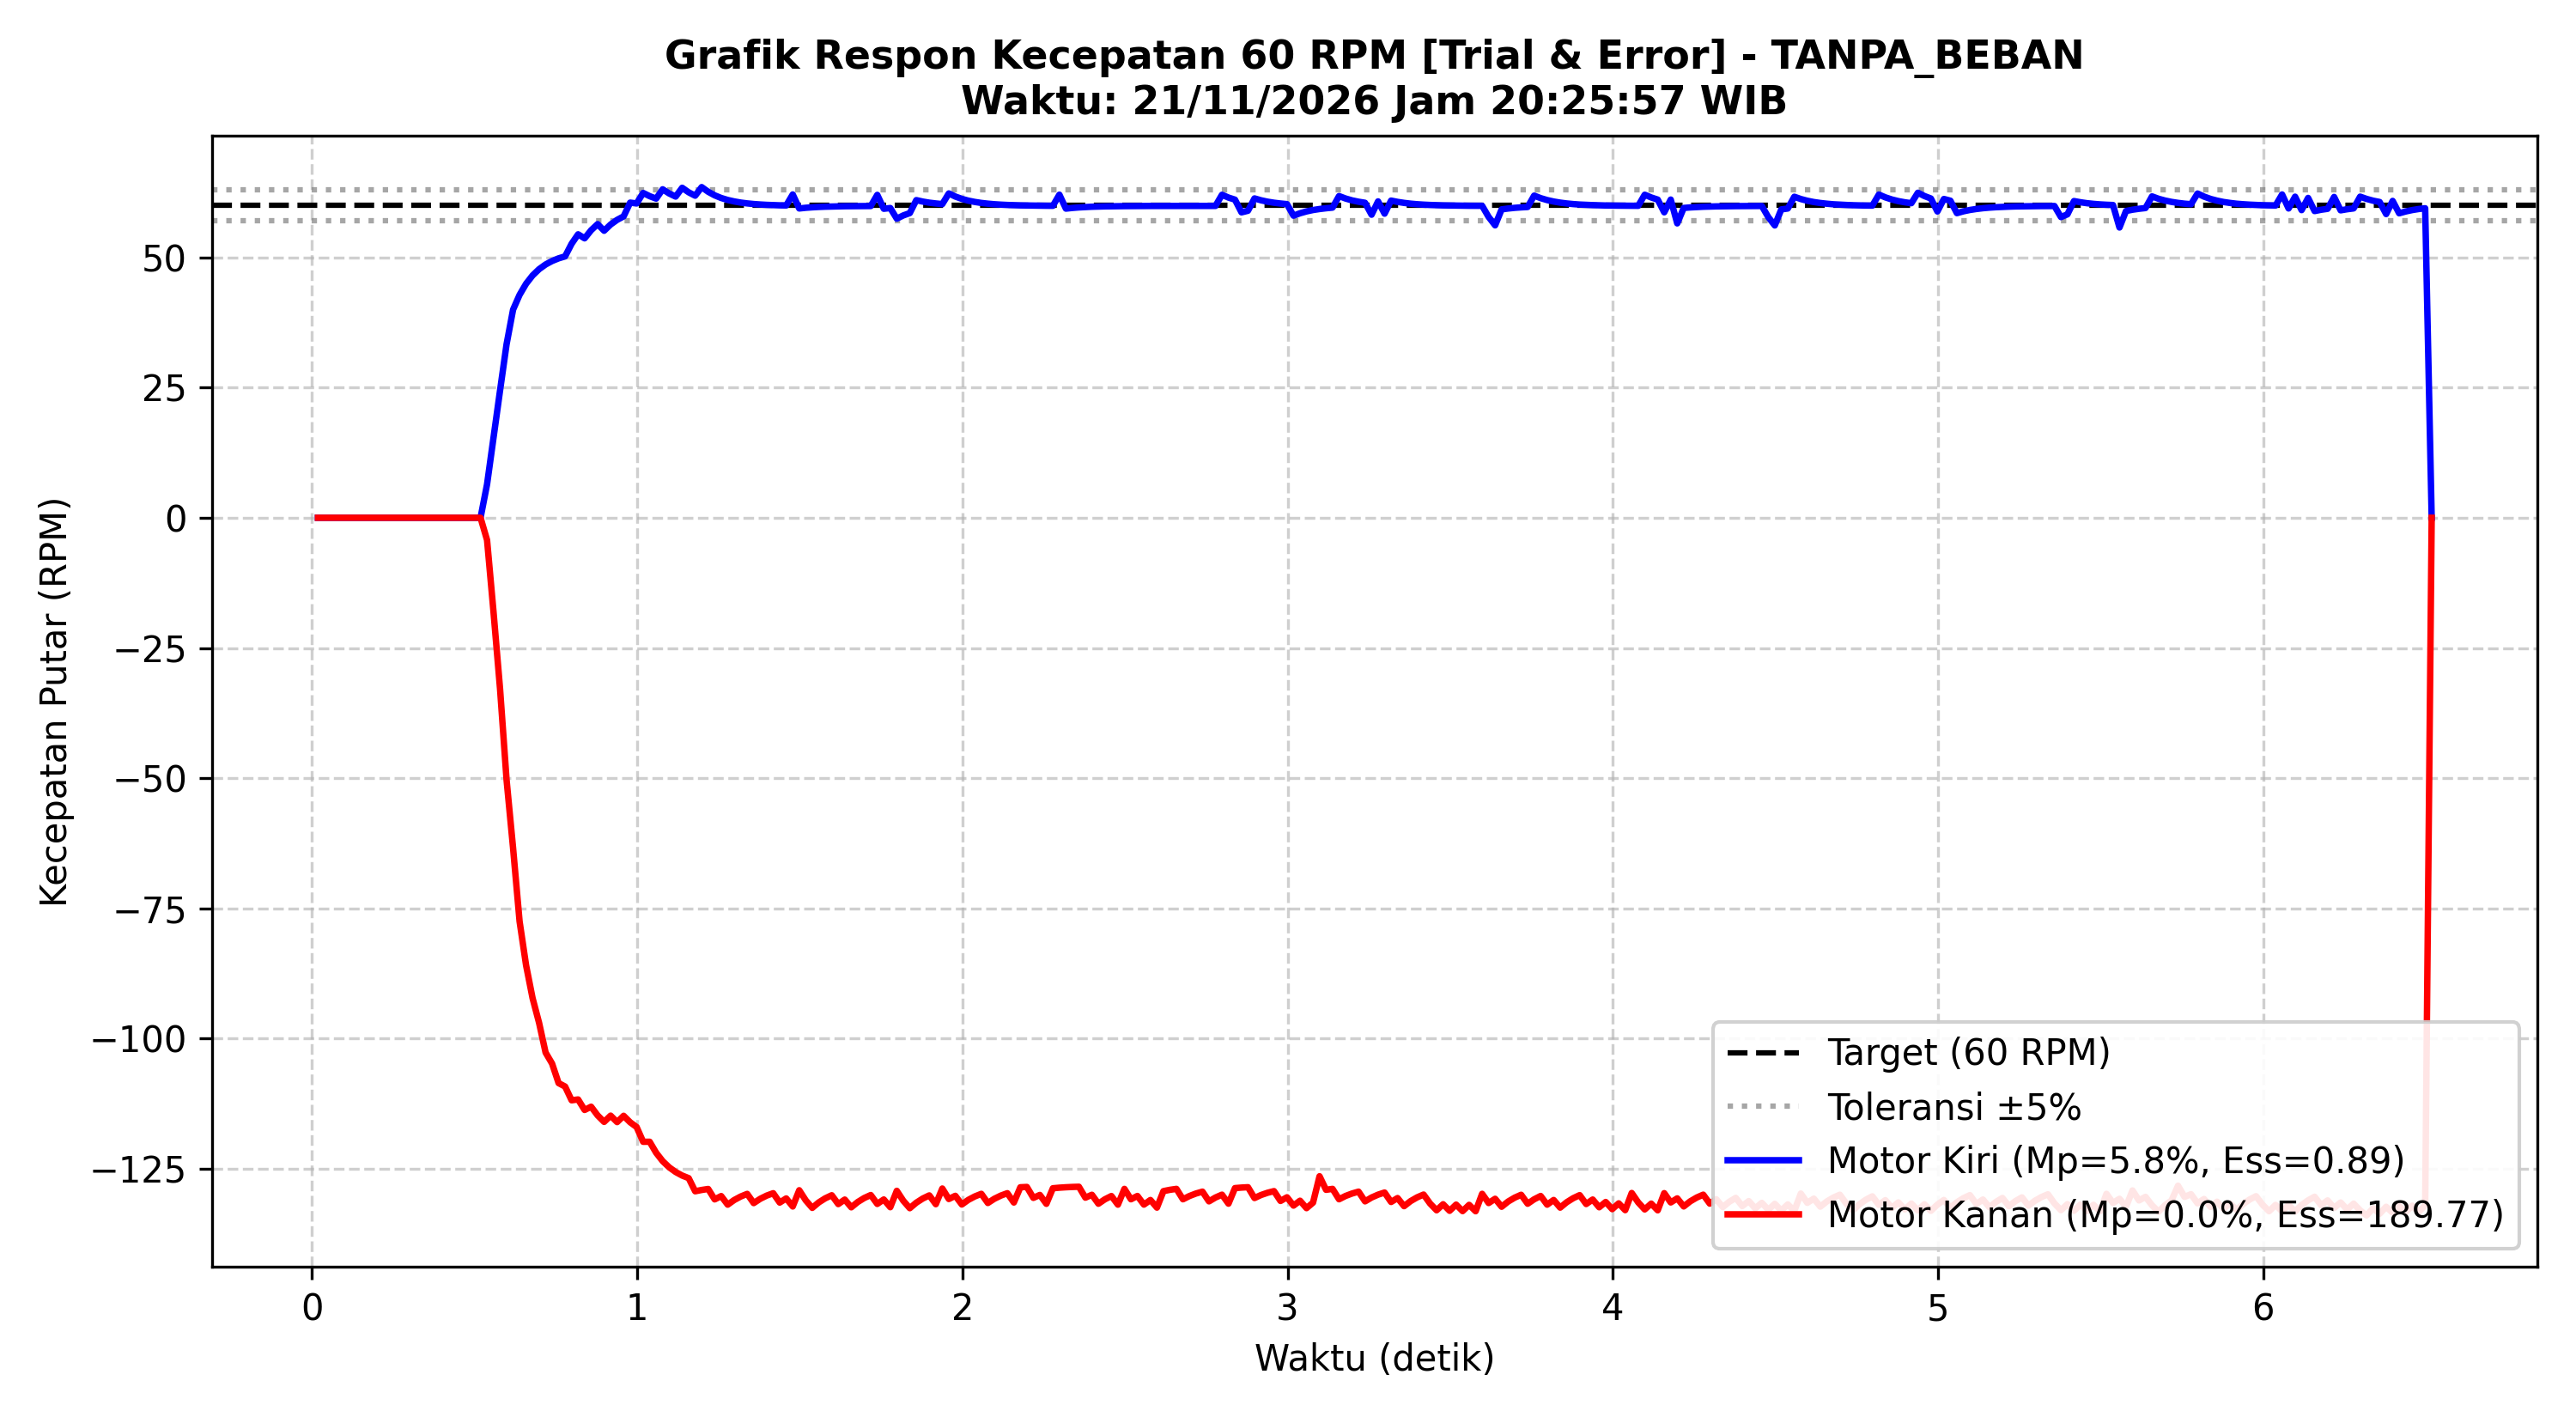 Grafik Respon Kecepatan 60 RPM [Trial & Error] - TANPA_BEBAN
Waktu: 21/11/2026 Jam 20:25:57 WIB
Kecepatan Putar (RPM)
50
25
0
−25
−50
−75
−100
−125
Target (60 RPM)
Toleransi ±5%
Motor Kiri (Mp=5.8%, Ess=0.89)
Motor Kanan (Mp=0.0%, Ess=189.77)
0 1 2 3 4 5 6
Waktu (detik)